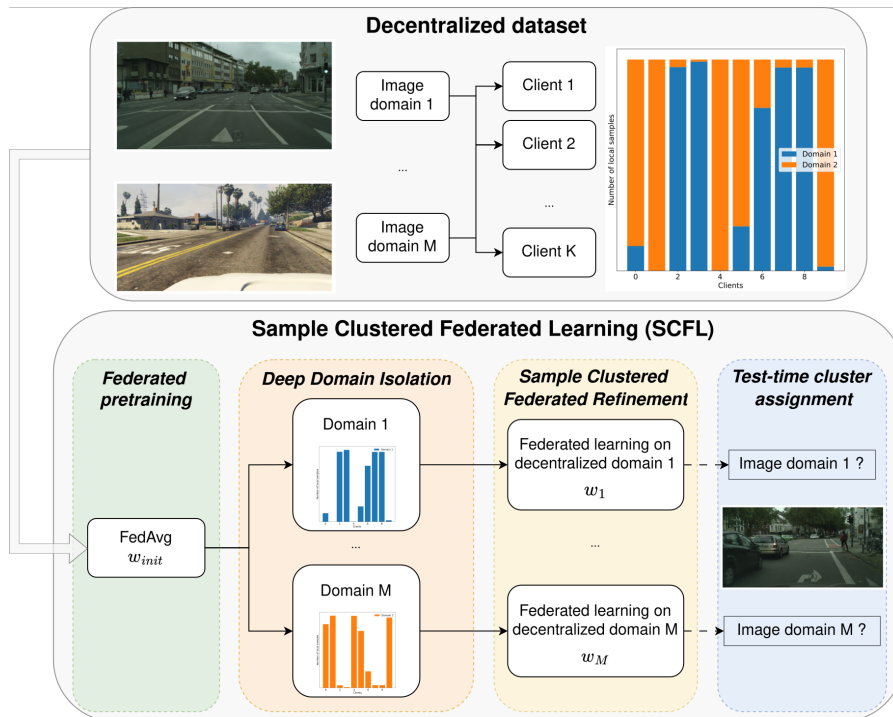 Decentralized dataset
Image
domain 1
...
Image
domain M
Client 1
Client 2
...
Client K
Number of local samples
Domain 1
Domain 2
0
2
4
6
8
Clients
Sample Clustered Federated Learning (SCFL)
Federated
pretraining
FedAvg
w_init
Deep Domain Isolation
Domain 1
...
Domain M
Sample Clustered
Federated Refinement
Federated learning on
decentralized domain 1
w_1
...
Federated learning on
decentralized domain M
w_M
Test-time cluster
assignment
Image domain 1 ?
Image domain M ?